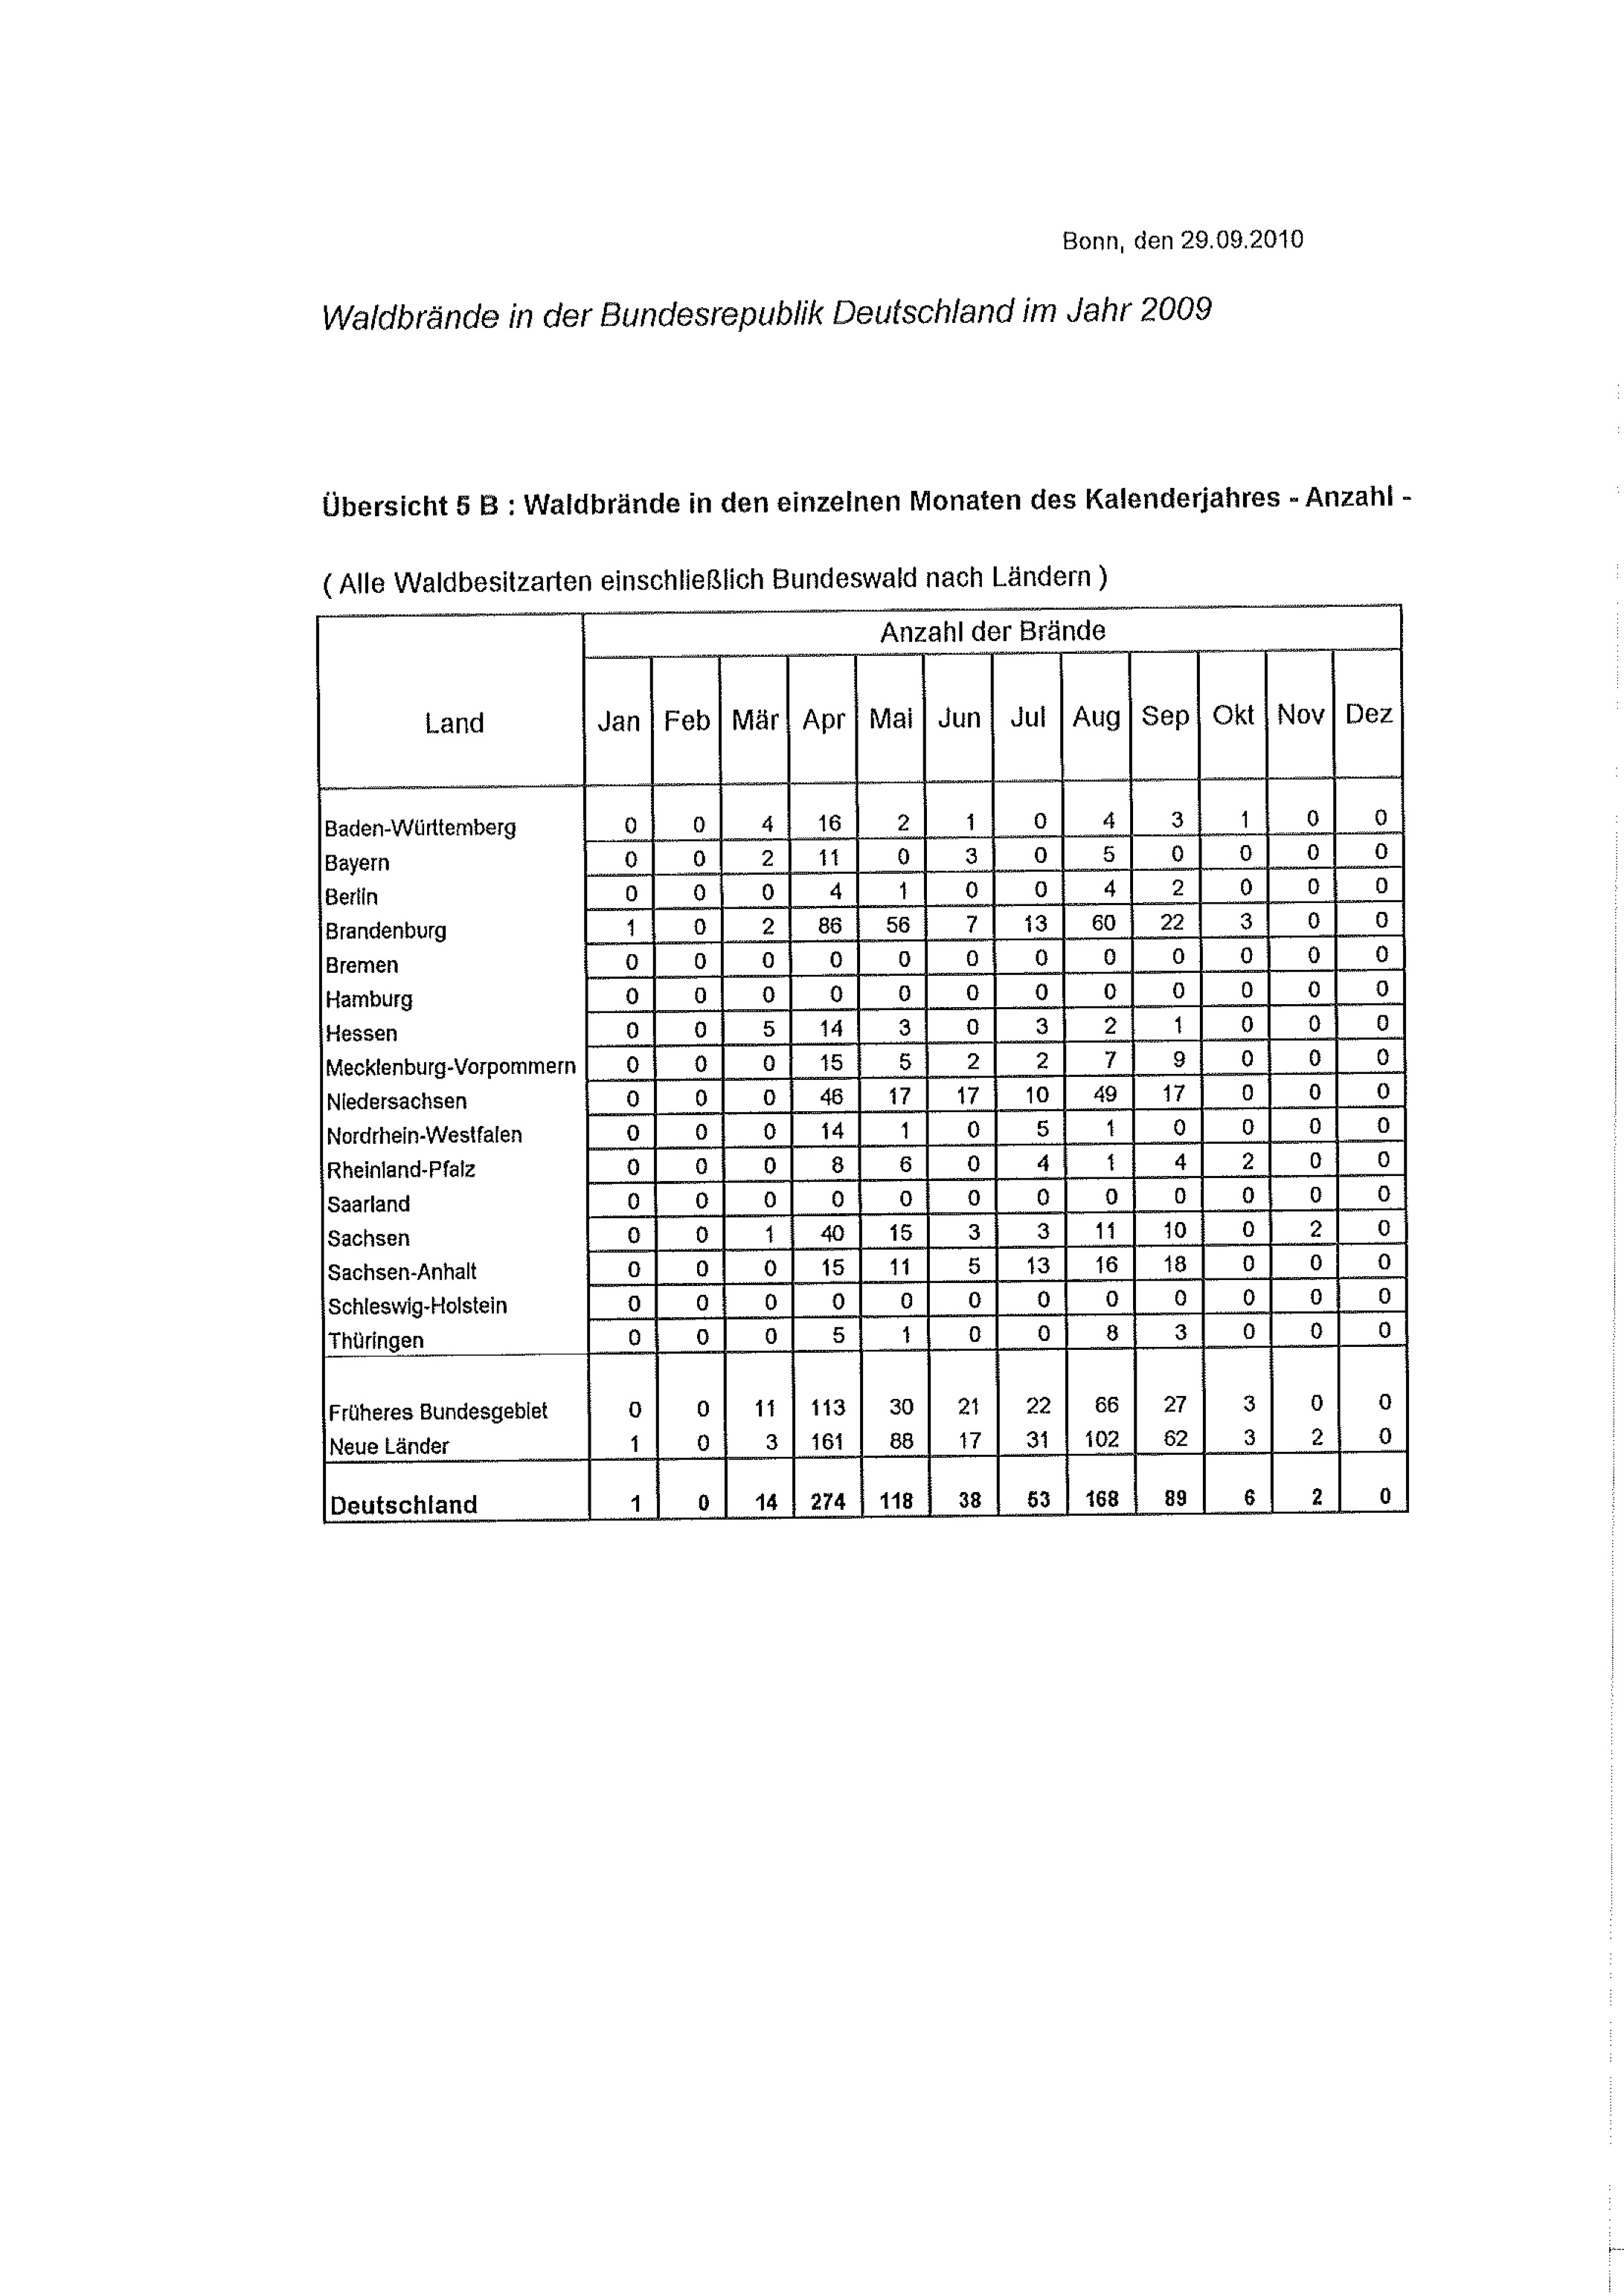 Bonn, den 29.09.2010
Waldbrände in der Bundesrepublik Deutschland im Jahr 2009
Übersicht 5 B : Waldbrände in den einzelnen Monaten des Kalenderjahres - Anzahl -
( Alle Waldbesitzarten einschließlich Bundeswald nach Ländern )
Anzahl der Brände
Land Jan Feb Mär Apr Mai Jun Jul Aug Sep Okt Nov Dez
Baden-Württemberg 0 0 4 16 2 1 0 4 3 1 0 0
Bayern 0 0 2 11 0 3 0 5 0 0 0 0
Berlin 0 0 0 4 1 0 0 4 2 0 0 0
Brandenburg 1 0 2 86 56 7 13 60 22 3 0 0
Bremen 0 0 0 0 0 0 0 0 0 0 0 0
Hamburg 0 0 0 0 0 0 0 0 0 0 0 0
Hessen 0 0 5 14 3 0 3 2 1 0 0 0
Mecklenburg-Vorpommern 0 0 0 15 5 2 2 7 9 0 0 0
Niedersachsen 0 0 0 46 17 17 10 49 17 0 0 0
Nordrhein-Westfalen 0 0 0 14 1 0 5 1 0 0 0 0
Rheinland-Pfalz 0 0 0 8 6 0 4 1 4 2 0 0
Saarland 0 0 0 0 0 0 0 0 0 0 0 0
Sachsen 0 0 1 40 15 3 3 11 10 0 2 0
Sachsen-Anhalt 0 0 0 15 11 5 13 16 18 0 0 0
Schleswig-Holstein 0 0 0 0 0 0 0 0 0 0 0 0
Thüringen 0 0 0 5 1 0 0 8 3 0 0 0
Früheres Bundesgebiet 0 0 11 113 30 21 22 66 27 3 0 0
Neue Länder 1 0 3 161 88 17 31 102 62 3 2 0
Deutschland 1 0 14 274 118 38 53 168 89 6 2 0